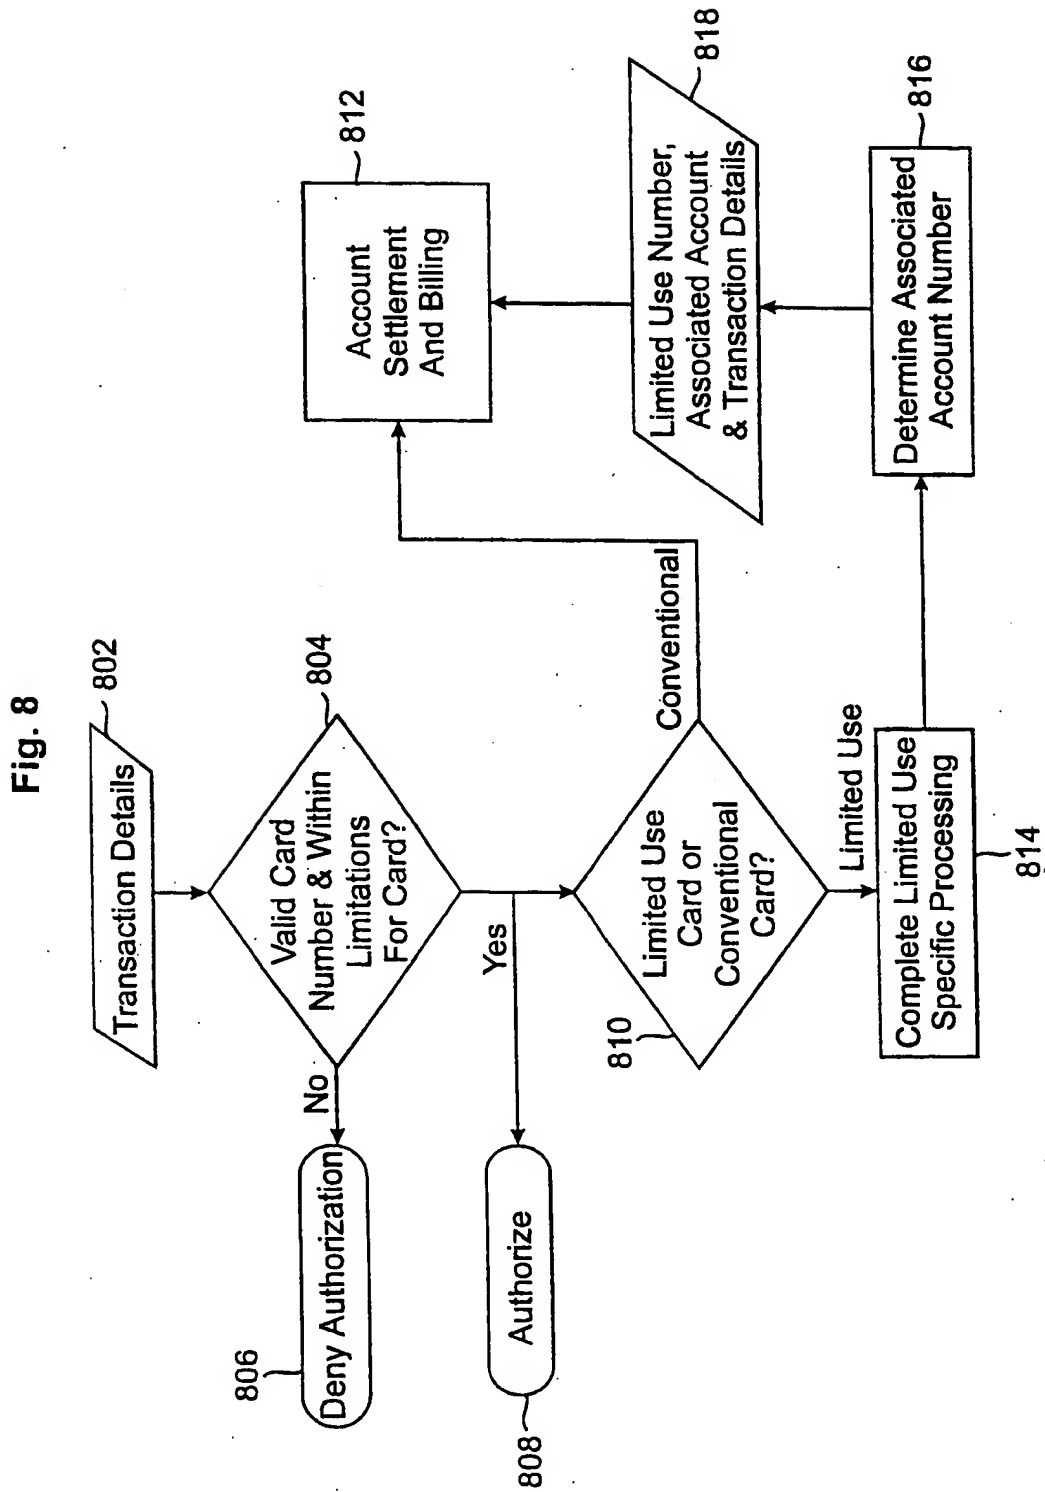 Fig. 8
802
Transaction Details
804
Valid Card
Number & Within
Limitations
For Card?
No
806
Deny Authorization
Yes
808
Authorize
810
Limited Use
Card or
Conventional
Card?
Conventional
812
Account
Settlement
And Billing
Limited Use
Complete Limited Use
Specific Processing
814
Determine Associated
Account Number
816
Limited Use Number,
Associated Account
& Transaction Details
818